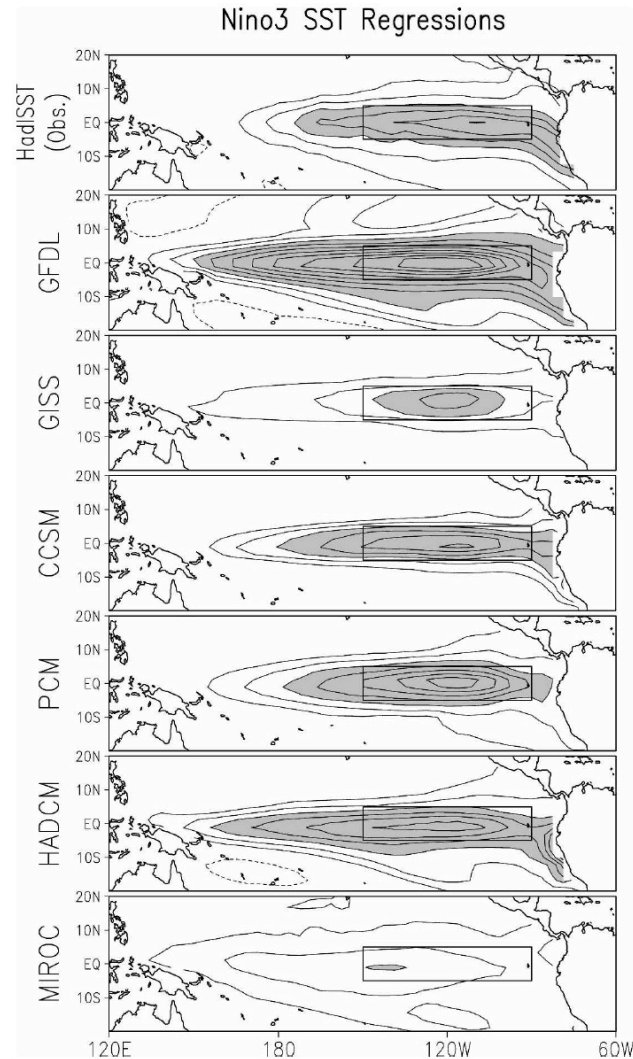 Nino3 SST Regressions
HadISST
(Obs.)
20N
10N
EQ
10S
GFDL
20N
10N
EQ
10S
GISS
20N
10N
EQ
10S
CCSM
20N
10N
EQ
10S
PCM
20N
10N
EQ
10S
HADCM
20N
10N
EQ
10S
MIROC
20N
10N
EQ
10S
120E 180 120W 60W